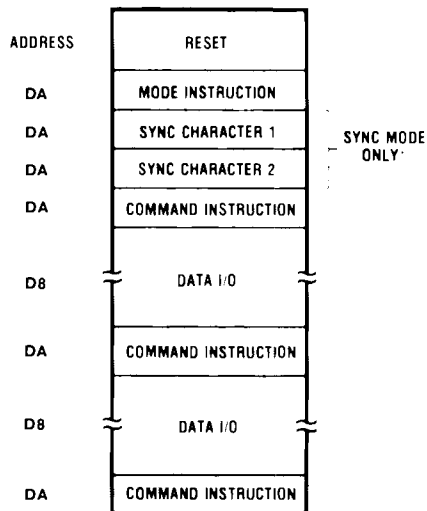 ADDRESS RESET
DA MODE INSTRUCTION
DA SYNC CHARACTER 1
SYNC MODE
ONLY·
DA SYNC CHARACTER 2
DA COMMAND INSTRUCTION
D8 DATA I/O
DA COMMAND INSTRUCTION
D8 DATA I/O
DA COMMAND INSTRUCTION